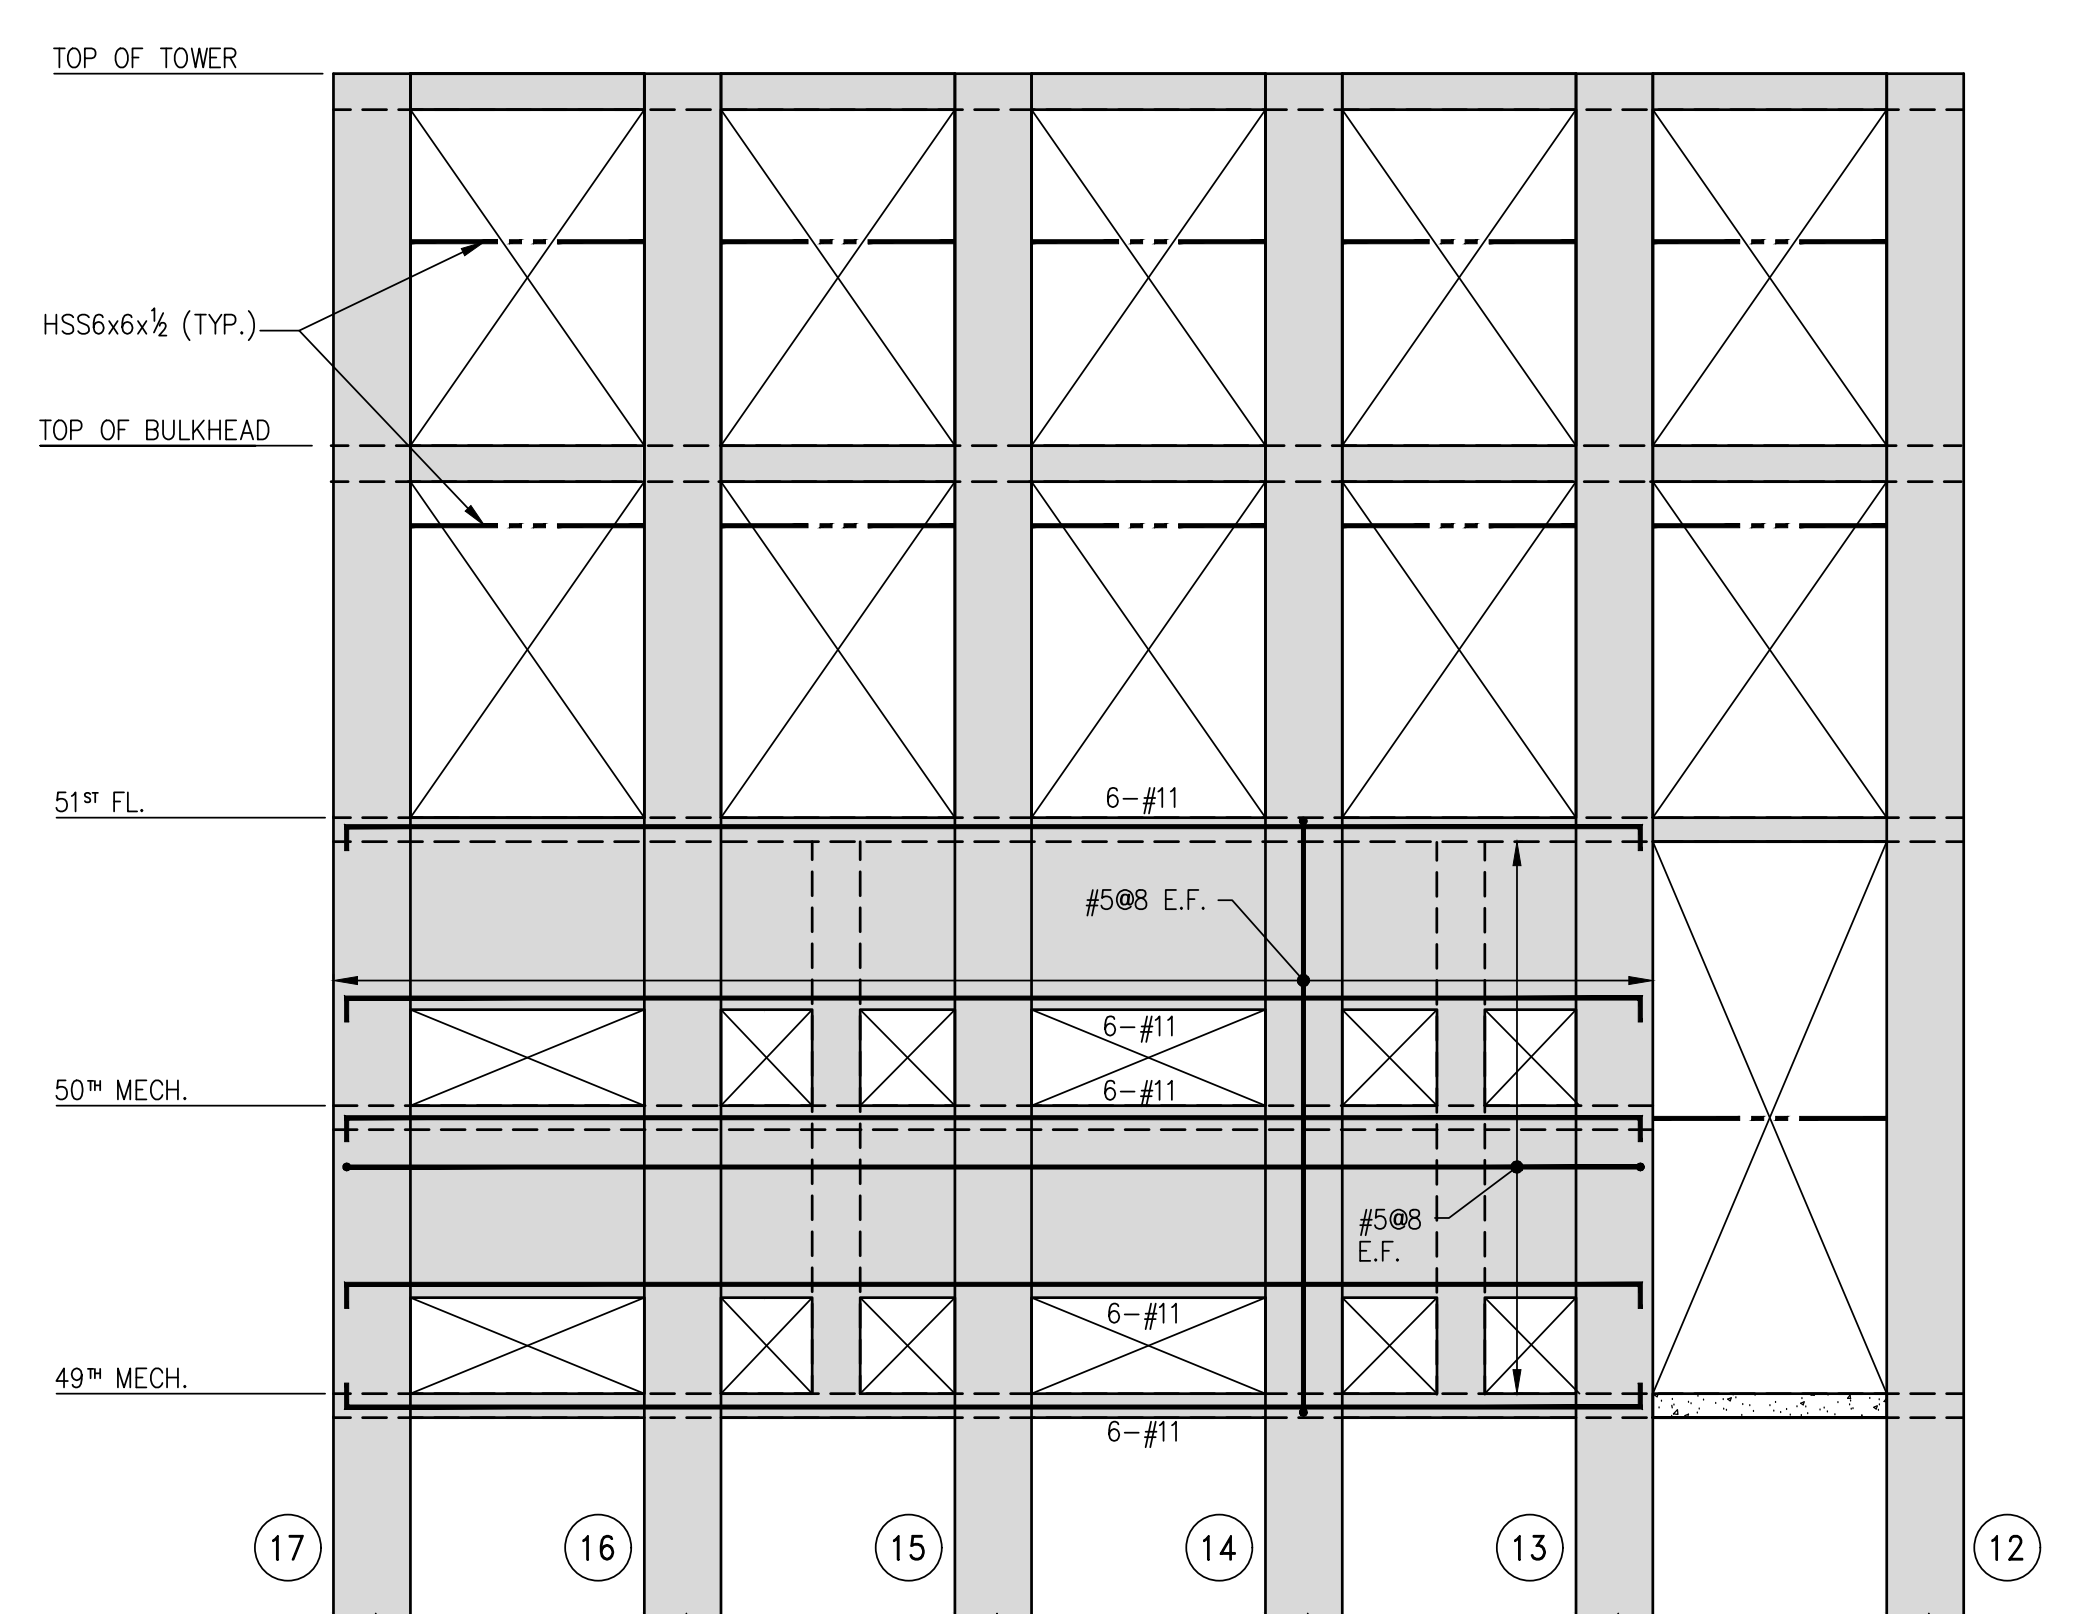 TOP OF TOWER
HSS6x6x½ (TYP.)
TOP OF BULKHEAD
51ST FL.
6-#11
#5@8 E.F.
6-#11
50TH MECH.
6-#11
#5@8
E.F.
6-#11
49TH MECH.
6-#11
17
16
15
14
13
12